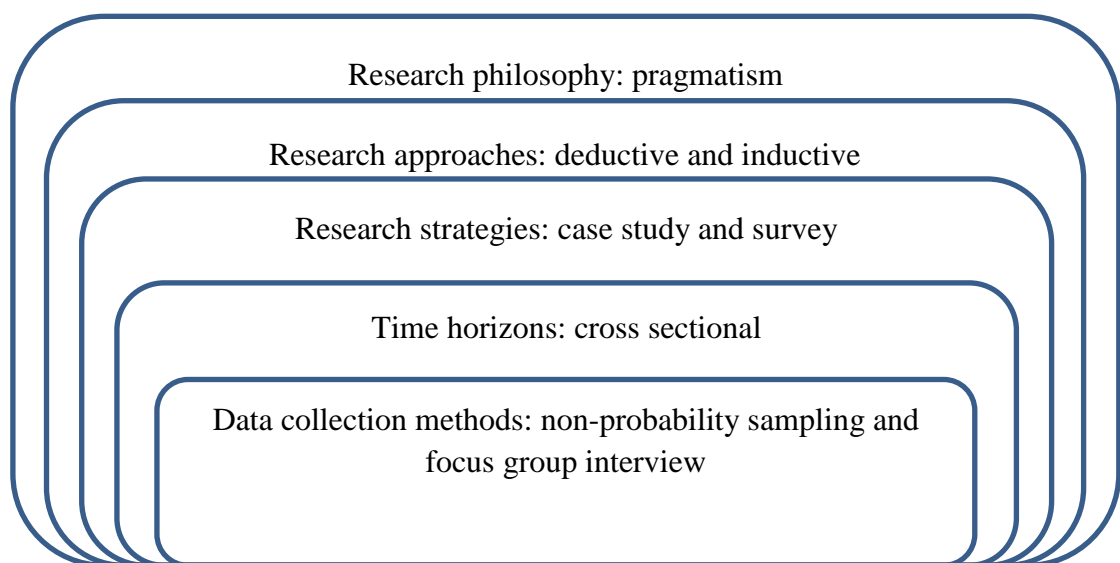 Research philosophy: pragmatism
Research approaches: deductive and inductive
Research strategies: case study and survey
Time horizons: cross sectional
Data collection methods: non-probability sampling and
focus group interview